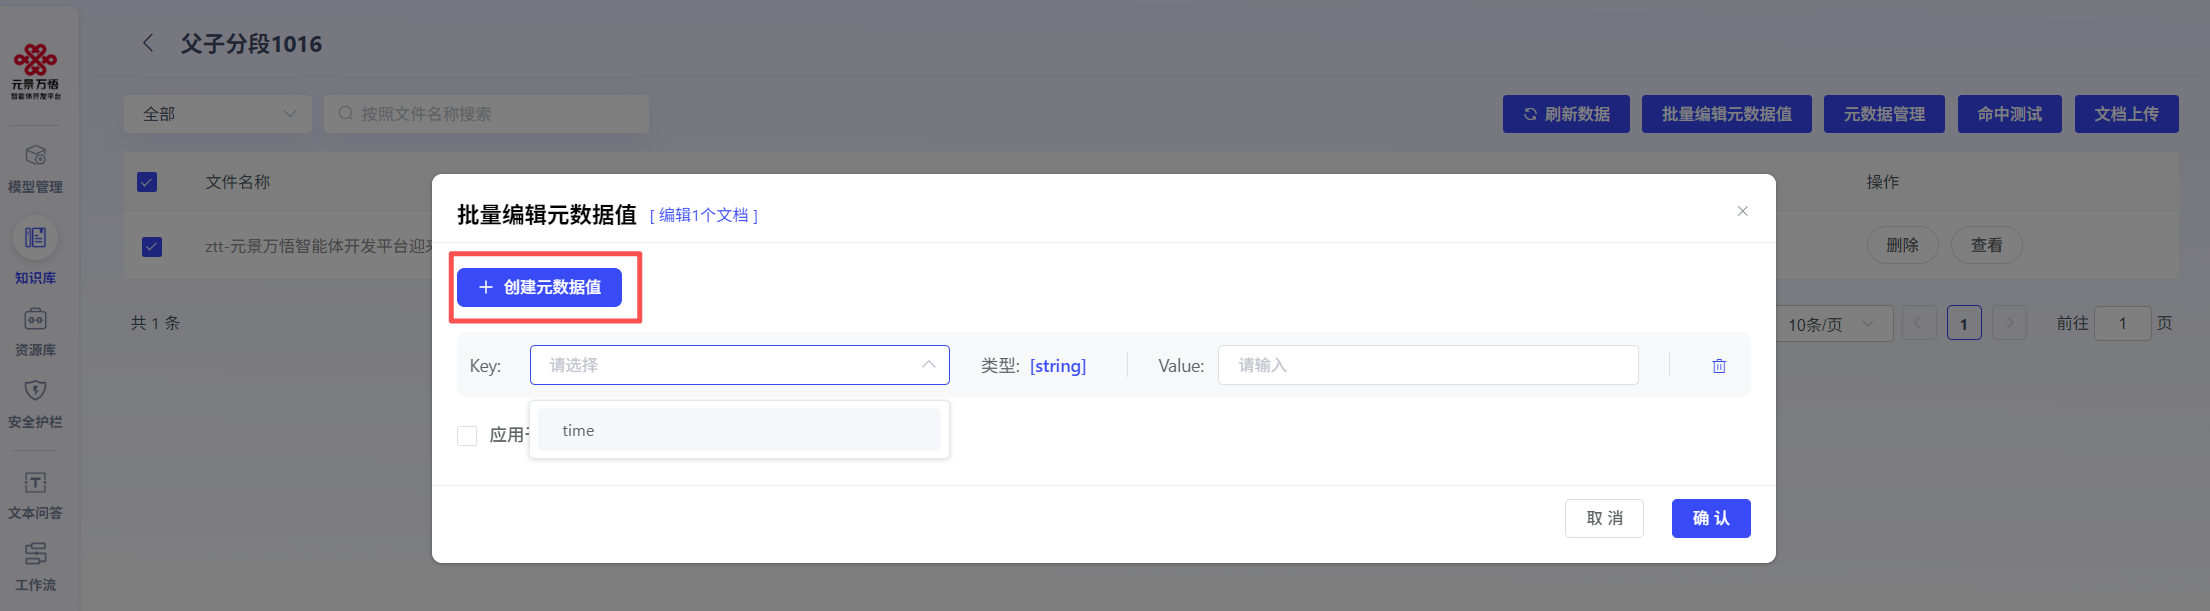 元景万悟
智能体开发平台
模型管理
知识库
资源库
安全护栏
文本问答
工作流
父子分段1016
全部
按照文件名称搜索
刷新数据
批量编辑元数据值
元数据管理
命中测试
文档上传
文件名称
操作
ztt-元景万悟智能体开发平台迎
删除
查看
共 1 条
10条/页
1
前往
1
页
批量编辑元数据值
[ 编辑1个文档 ]
创建元数据值
Key:
请选择
类型:
[string]
Value:
请输入
time
应用
取 消
确 认